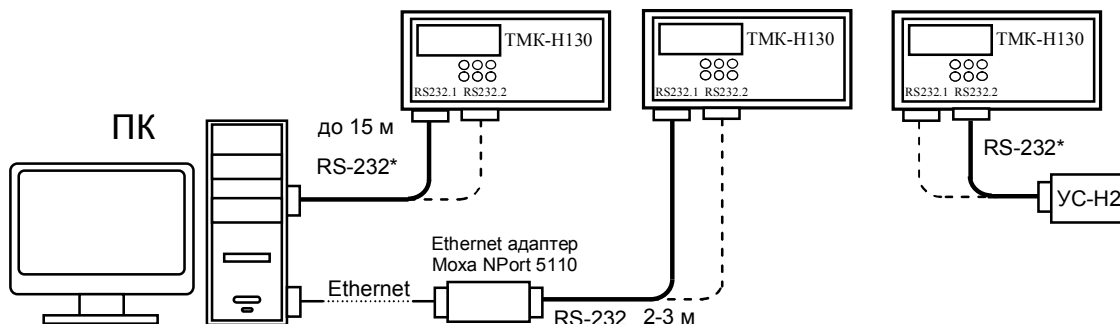 ПК
до 15 м
RS-232*
ТМК-Н130
RS232.1 RS232.2
ТМК-Н130
RS232.1 RS232.2
ТМК-Н130
RS232.1 RS232.2
RS-232*
УС-Н2
Ethernet адаптер
Moxa NPort 5110
Ethernet
RS-232 2-3 м